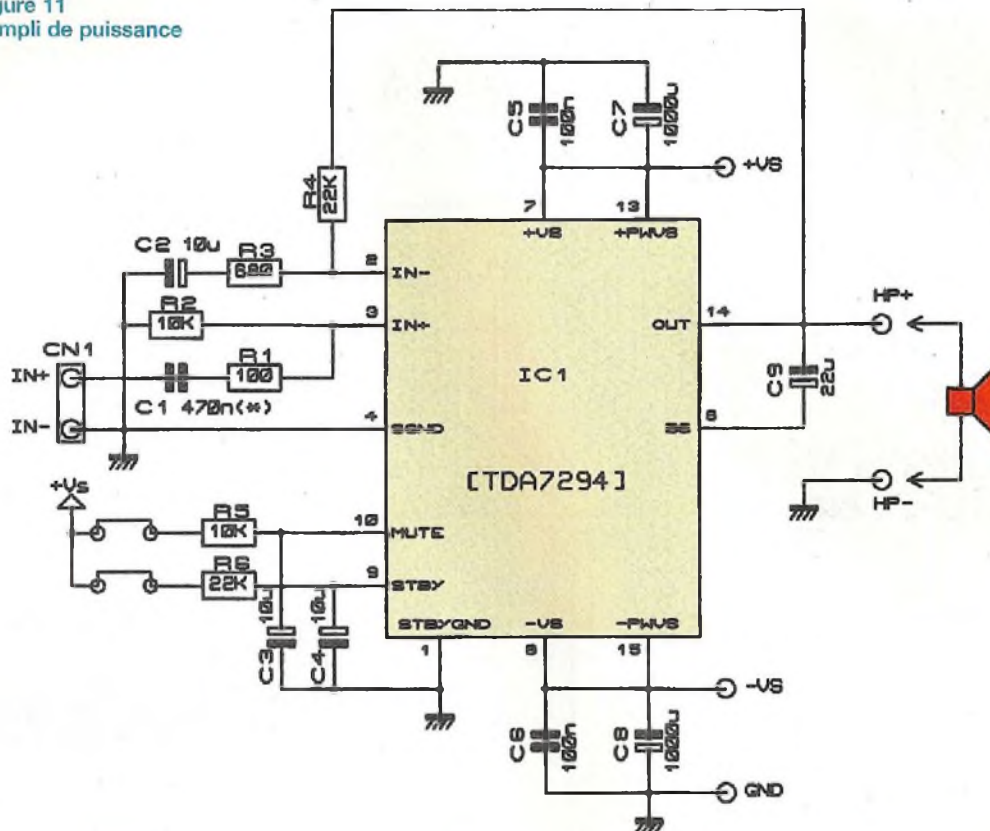 gure 11
mpli de puissance
C5
100n
C7
1000u
+VS
R4
22K
7
13
+VS
+PWVS
C2 10u
R3
680
2
IN-
R2
10K
3
IN+
14
OUT
HP+
CN1
IN+
R1
100
IC1
C9
22u
C1 470n(*)
IN-
4
SGND
6
BS
+Vs
[TDA7294]
HP-
R5
10K
10
MUTE
R6
22K
9
STBY
10u
10u
C3
C4
STBYGND
-VS
-PWVS
1
8
15
-VS
C6
100n
C8
1000u
GND